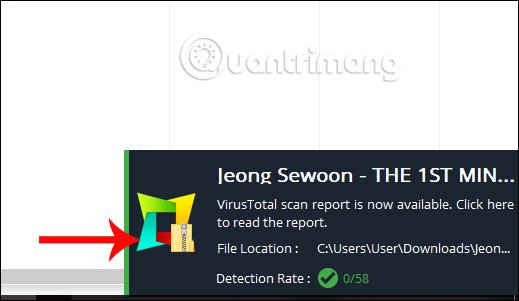 Quantrimang
Jeong Sewoon - THE 1ST MIN...
VirusTotal scan report is now available. Click here
to read the report.
File Location : C:\Users\User\Downloads\Jeon...
Detection Rate : 0/58